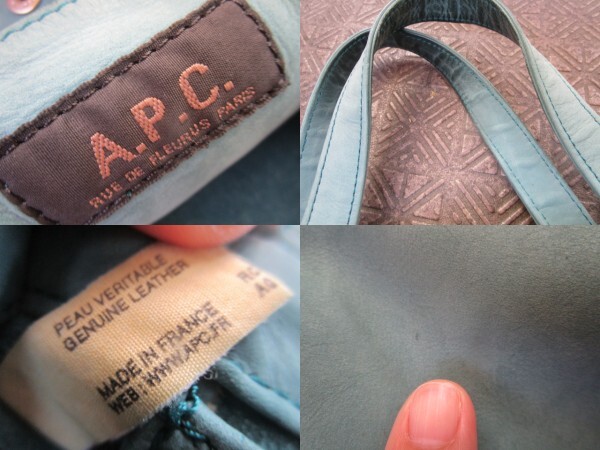 A.P.C.
RUE DE FLEURUS PARIS
PEAU VERITABLE
GENUINE LEATHER
MADE IN FRANCE
WEB: WWW.APC.FR